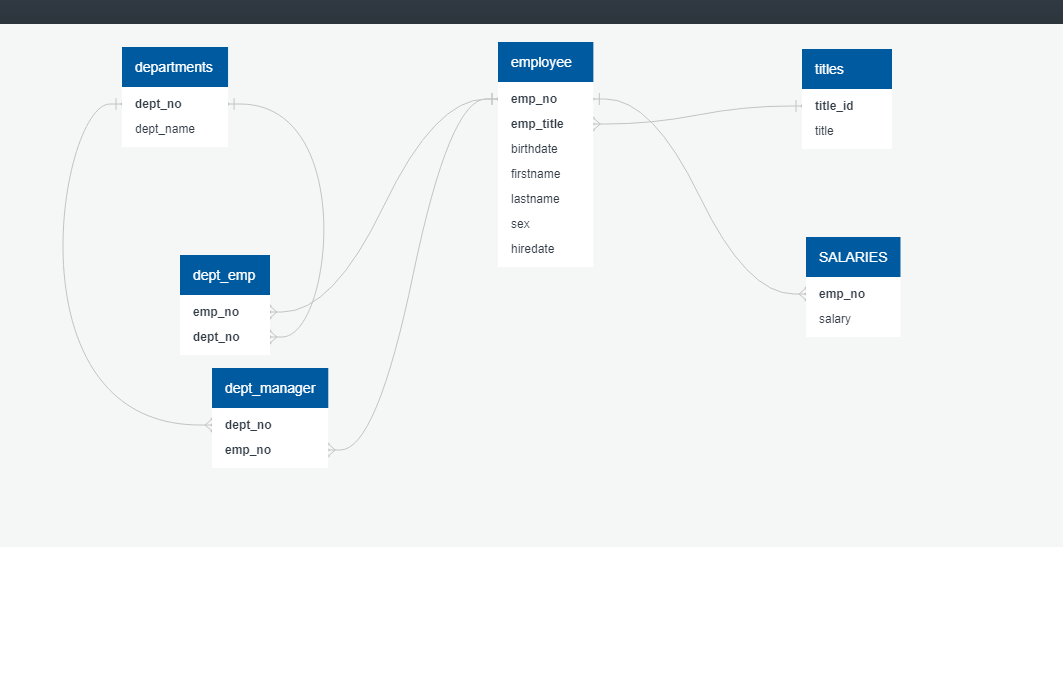 departments
dept_no
dept_name
employee
emp_no
emp_title
birthdate
firstname
lastname
sex
hiredate
titles
title_id
title
SALARIES
emp_no
salary
dept_emp
emp_no
dept_no
dept_manager
dept_no
emp_no